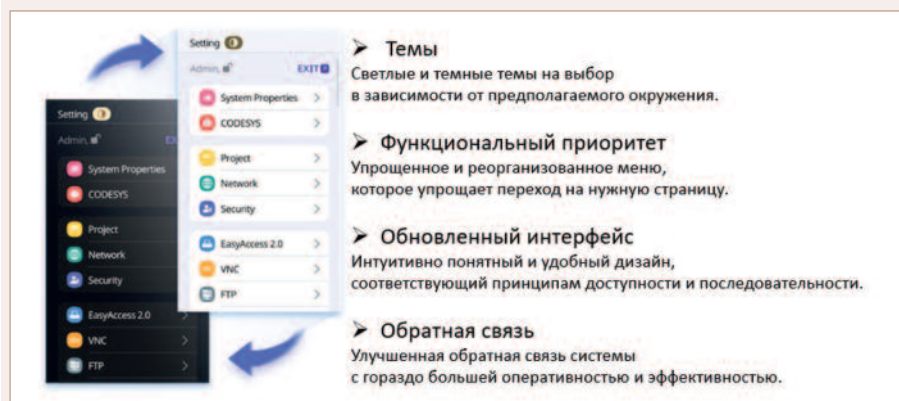 Setting
Admin,
EXIT
System Properties
CODESYS
Project
Network
Security
EasyAccess 2.0
VNC
FTP
Setting
Admin,
EX
System Properties
CODESYS
Project
Network
Security
EasyAccess 2.0
VNC
FTP
➤ Темы
Светлые и темные темы на выбор
в зависимости от предполагаемого окружения.
➤ Функциональный приоритет
Упрощенное и реорганизованное меню,
которое упрощает переход на нужную страницу.
➤ Обновленный интерфейс
Интуитивно понятный и удобный дизайн,
соответствующий принципам доступности и последовательности.
➤ Обратная связь
Улучшенная обратная связь системы
с гораздо большей оперативностью и эффективностью.